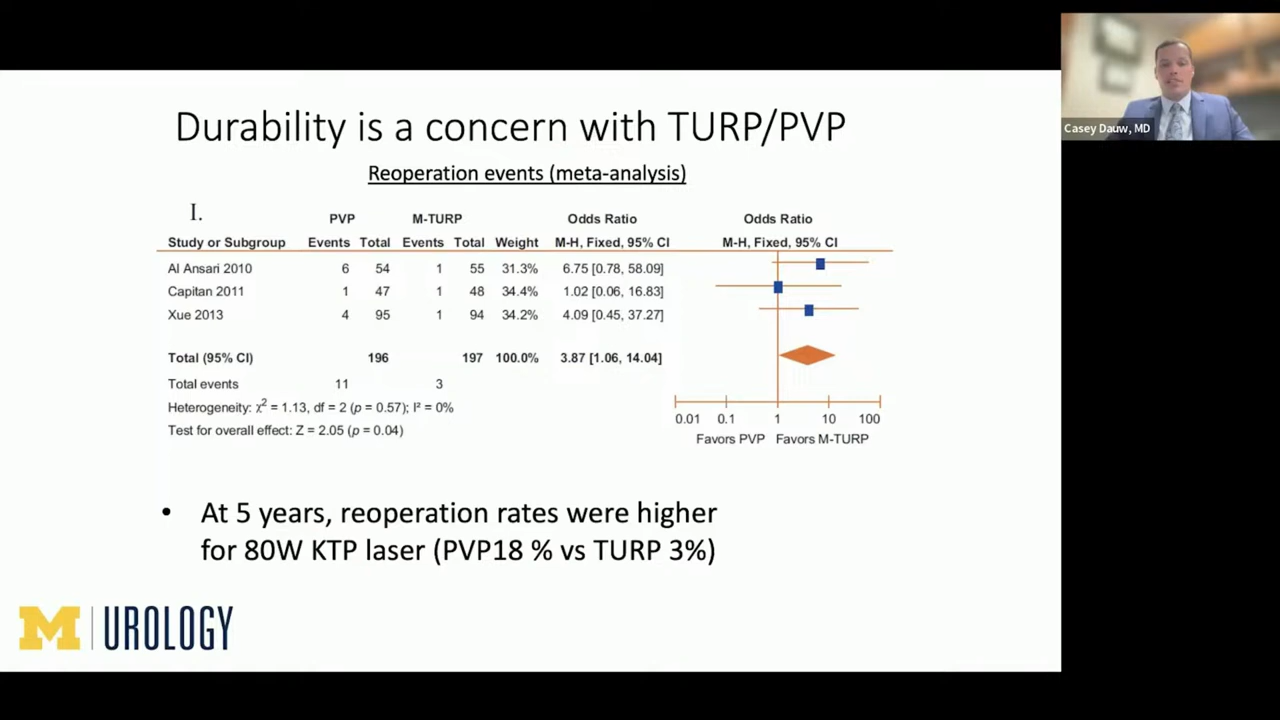 Casey Dauw, MD
Durability is a concern with TURP/PVP
Reoperation events (meta-analysis)
I.
PVP M-TURP Odds Ratio Odds Ratio
Study or Subgroup Events Total Events Total Weight M-H, Fixed, 95% CI M-H, Fixed, 95% CI
Al Ansari 2010 6 54 1 55 31.3% 6.75 [0.78, 58.09]
Capitan 2011 1 47 1 48 34.4% 1.02 [0.06, 16.83]
Xue 2013 4 95 1 94 34.2% 4.09 [0.45, 37.27]
Total (95% CI) 196 197 100.0% 3.87 [1.06, 14.04]
Total events 11 3
Heterogeneity: χ2 = 1.13, df = 2 (p = 0.57); I² = 0%
Test for overall effect: Z = 2.05 (p = 0.04)
0.01 0.1 1 10 100
Favors PVP Favors M-TURP
• At 5 years, reoperation rates were higher
for 80W KTP laser (PVP18 % vs TURP 3%)
M UROLOGY